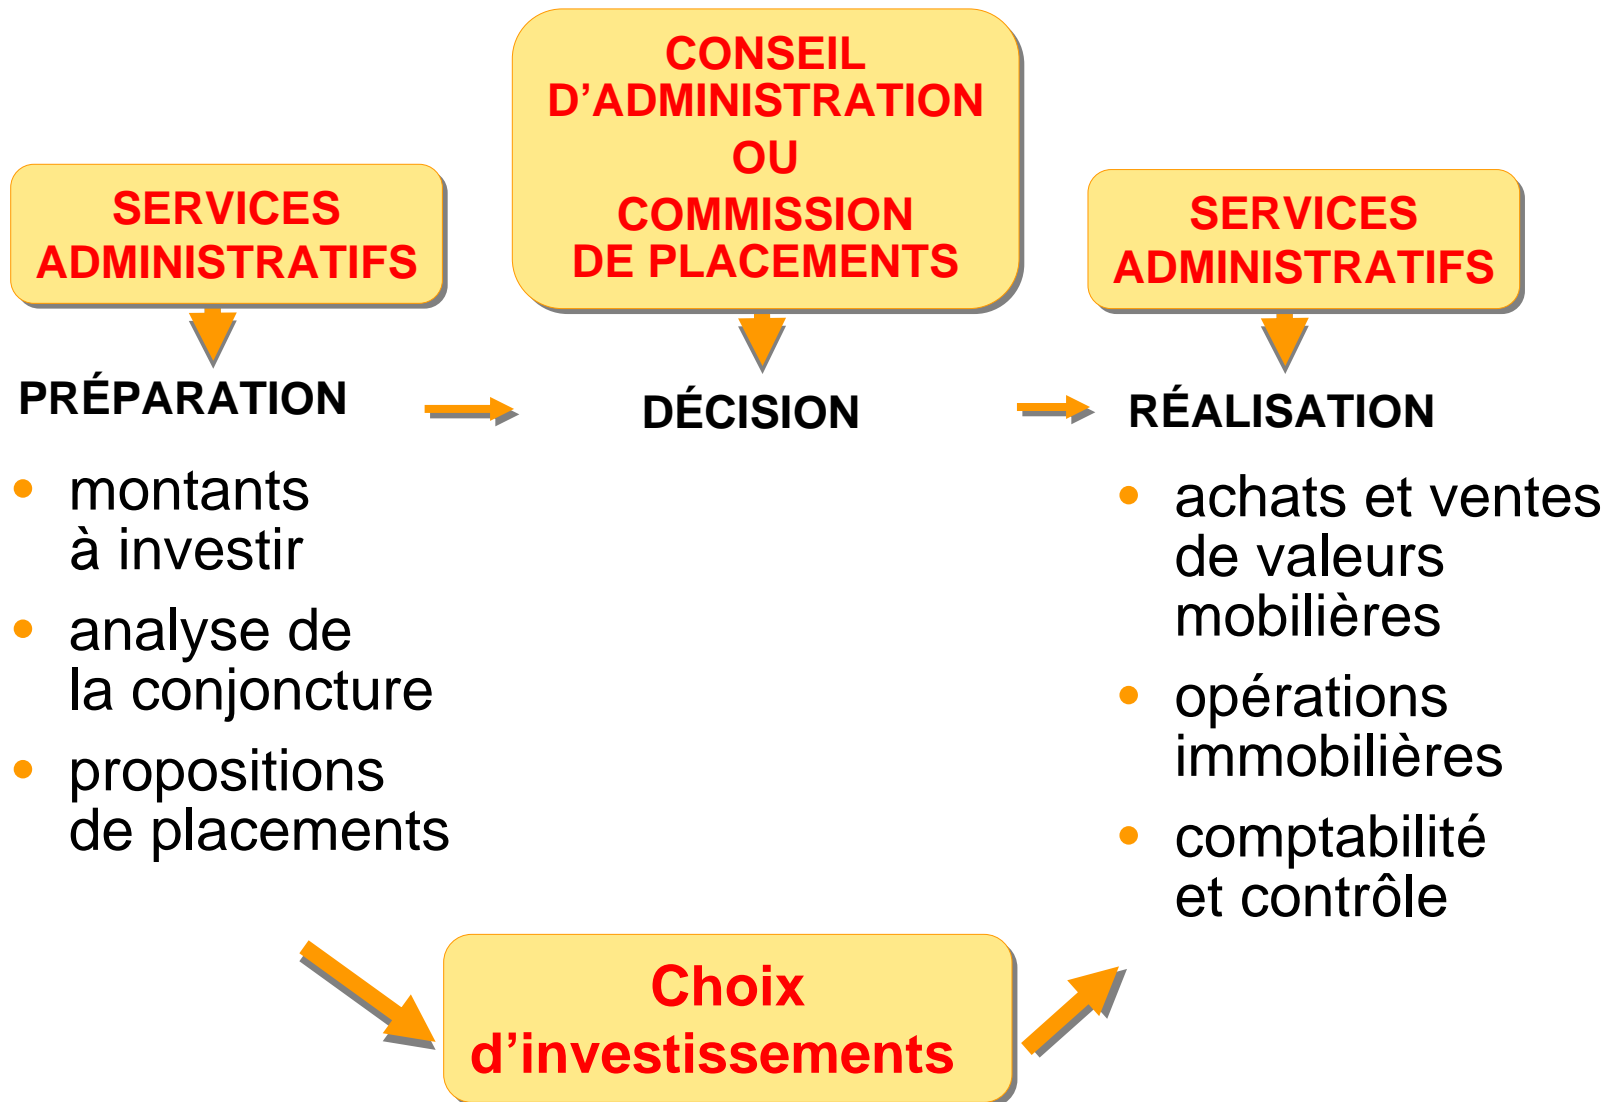 SERVICES
ADMINISTRATIFS
CONSEIL
D’ADMINISTRATION
OU
COMMISSION
DE PLACEMENTS
SERVICES
ADMINISTRATIFS
PRÉPARATION
DÉCISION
RÉALISATION
• montants
à investir
• analyse de
la conjoncture
• propositions
de placements
• achats et ventes
de valeurs
mobilières
• opérations
immobilières
• comptabilité
et contrôle
Choix
d’investissements